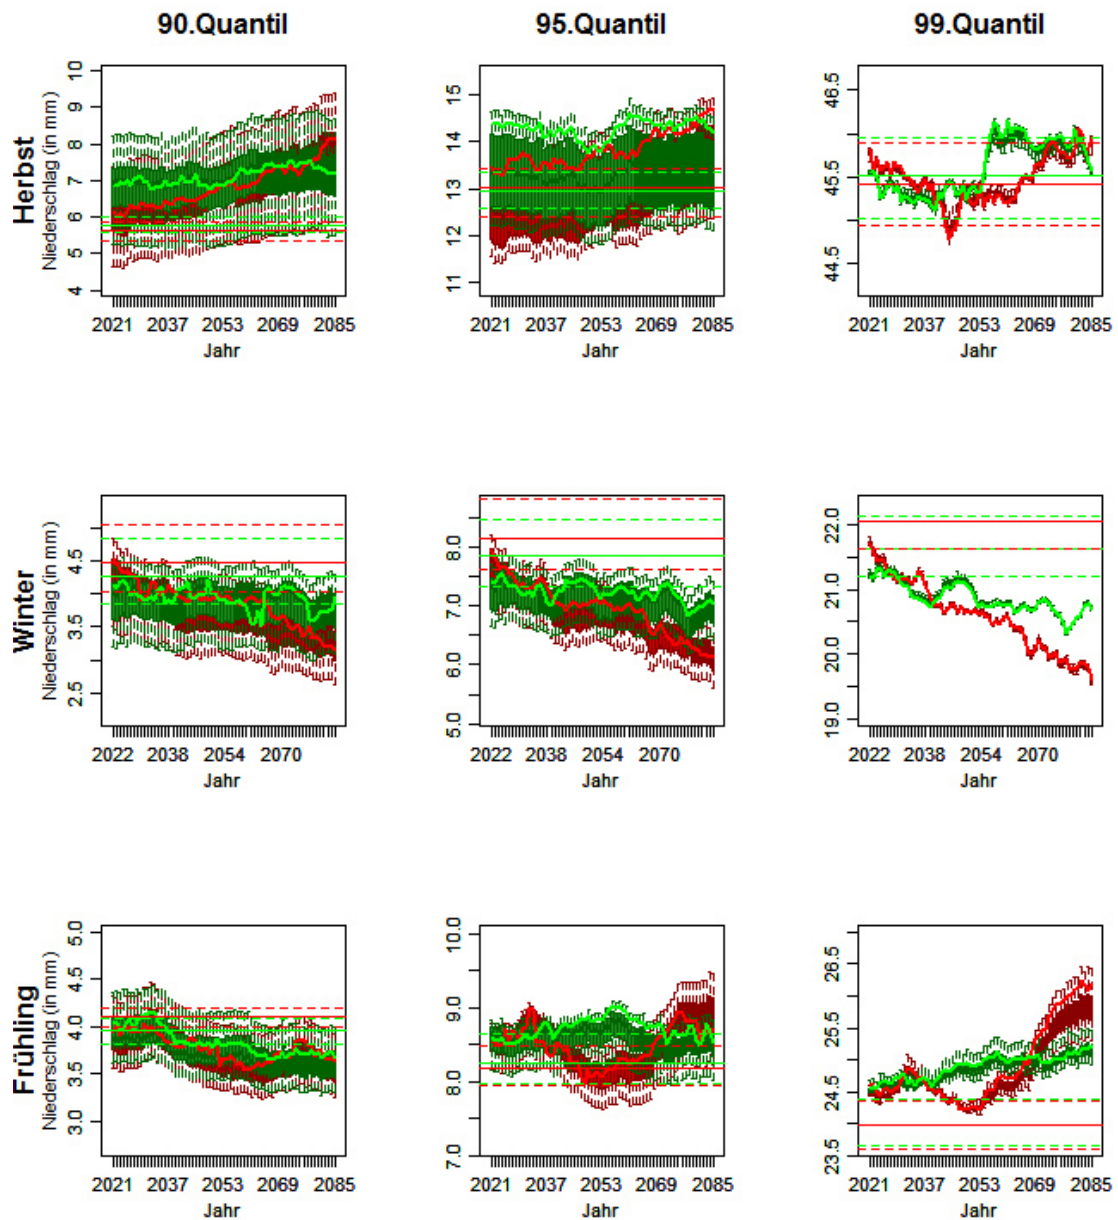 90.Quantil 95.Quantil 99.Quantil
Herbst
Niederschlag (in mm)
10
9
8
7
6
5
4
2021 2037 2053 2069 2085
Jahr
15
14
13
12
11
2021 2037 2053 2069 2085
Jahr
46.5
45.5
44.5
2021 2037 2053 2069 2085
Jahr
Winter
Niederschlag (in mm)
4.5
3.5
2.5
2022 2038 2054 2070
Jahr
8.0
7.0
6.0
5.0
2022 2038 2054 2070
Jahr
22.0
21.0
20.0
19.0
2022 2038 2054 2070
Jahr
Frühling
Niederschlag (in mm)
5.0
4.5
4.0
3.5
3.0
2021 2037 2053 2069 2085
Jahr
10.0
9.0
8.0
7.0
2021 2037 2053 2069 2085
Jahr
26.5
25.5
24.5
23.5
2021 2037 2053 2069 2085
Jahr